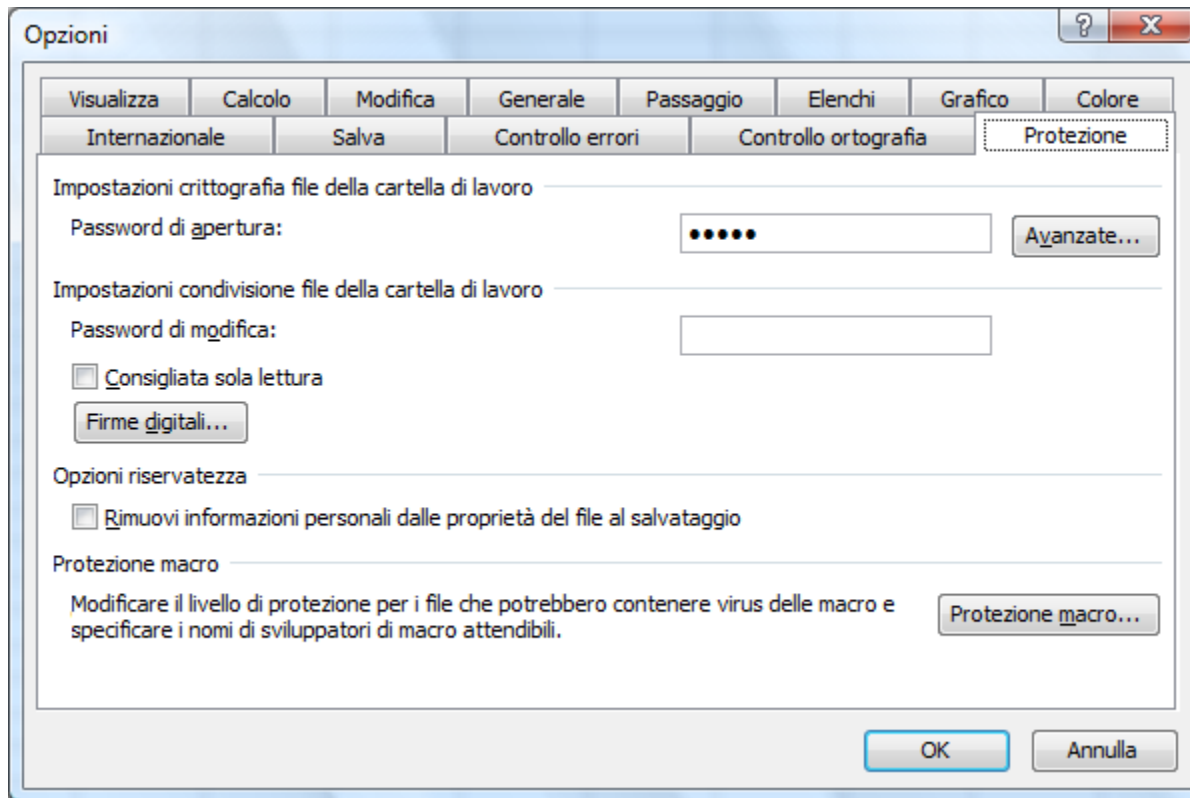 Opzioni
Visualizza Calcolo Modifica Generale Passaggio Elenchi Grafico Colore
Internazionale Salva Controllo errori Controllo ortografia Protezione
Impostazioni crittografia file della cartella di lavoro
Password di apertura: ••••• Avanzate...
Impostazioni condivisione file della cartella di lavoro
Password di modifica:
Consigliata sola lettura
Firme digitali...
Opzioni riservatezza
Rimuovi informazioni personali dalle proprietà del file al salvataggio
Protezione macro
Modificare il livello di protezione per i file che potrebbero contenere virus delle macro e
specificare i nomi di sviluppatori di macro attendibili.
Protezione macro...
OK Annulla